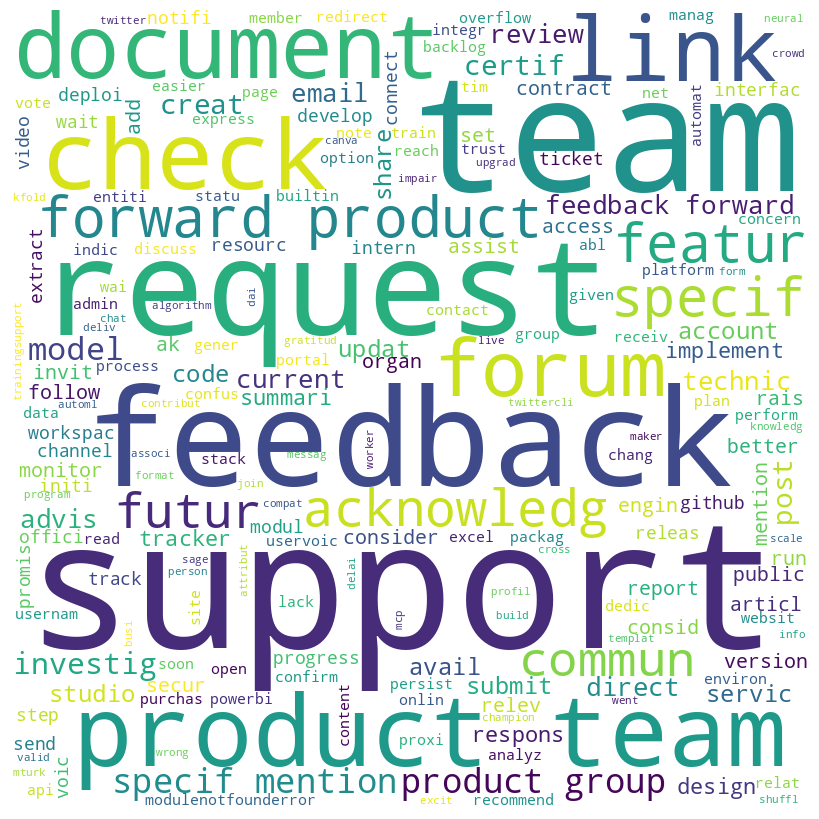 document
twitter
notifi
member
redirect
overflow
integr
backlog
review
link
manag
neural
crowd
team
certif
interfac
vote
deploi
easier
page
creat
express
add
email
develop
connect
contract
tim
net
automat
video
wait
check
note
train
canva
option
share
reach
set
trust
upgrad
ticket
impair
kfold
entiti
statu
builtin
forward product
feedback forward
concern
extract
indic
discuss
resourc
intern
assist
access
abl
featur
request
wai
admin
algorithm
dai
platform
form
given
specif
chat
deliv
contact
gratitud
live
group
receiv
account
model
ak
gener
portal
updat
organ
forum
implement
trainingsupport
process
invit
code
current
technic
follow
confus
summari
plan
rais
data
automl
contribut
twittercli
perform
knowledg
workspac
feedback
channel
associ
stack
worker
messag
maker
chang
better
monitor
format
join
initi
program
futur
compat
acknowledg
engin
github
mention
post
advis
modul
offici
read
tracker
uservoic
consider
excel
packag
cross
releas
scale
run
promis
track
sage
person
attribut
support
delai
lack
mcp
profil
build
dedic
report
public
consid
articl
usernam
site
busi
templat
websit
info
investig
soon
open
progress
confirm
avail
commun
version
studio
secur
purchas
powerbi
content
persist
onlin
submit
relev
direct
went
environ
servic
step
send
valid
product team
wrong
proxi
champion
respons
analyz
mturk
api
voic
specif mention
product group
design
relat
modulenotfounderror
excit
recommend
shuffl